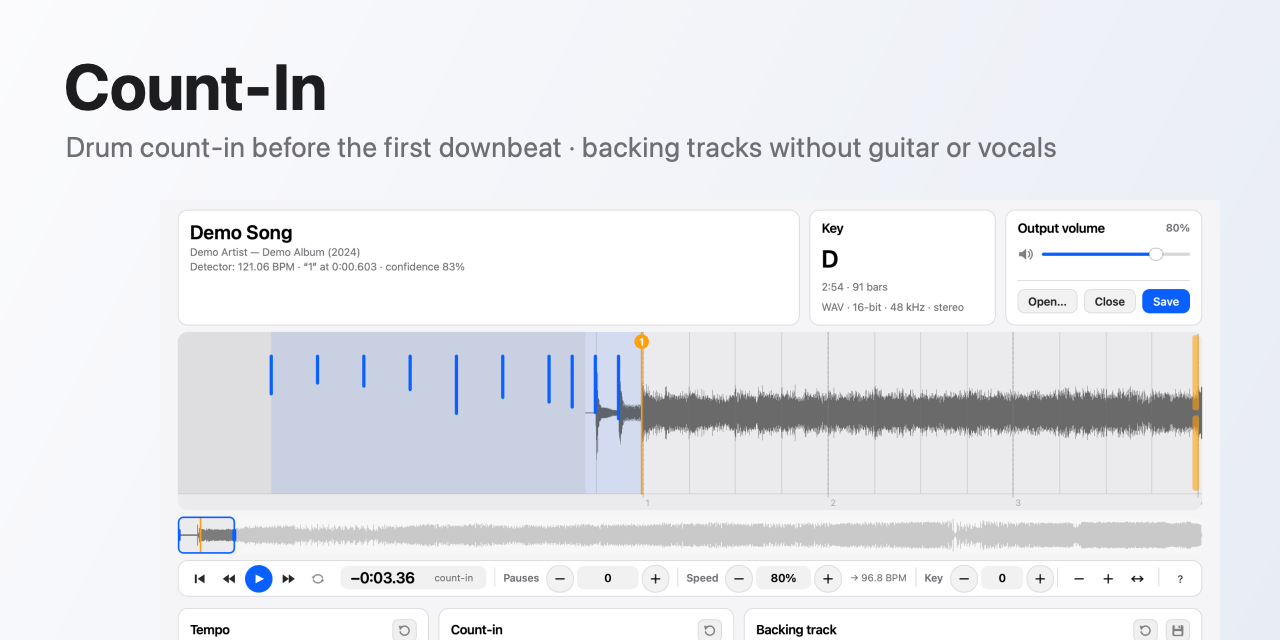 Count-In
Drum count-in before the first downbeat · backing tracks without guitar or vocals
Demo Song
Demo Artist — Demo Album (2024)
Detector: 121.06 BPM · “1” at 0:00.603 · confidence 83%
Key
D
2:54 · 91 bars
WAV · 16-bit · 48 kHz · stereo
Output volume 80%
Open... Close Save
1
1 2 3
−0:03.36 count-in Pauses − 0 + Speed − 80% + → 96.8 BPM Key − 0 + − + ↔ ?
Tempo Count-in Backing track